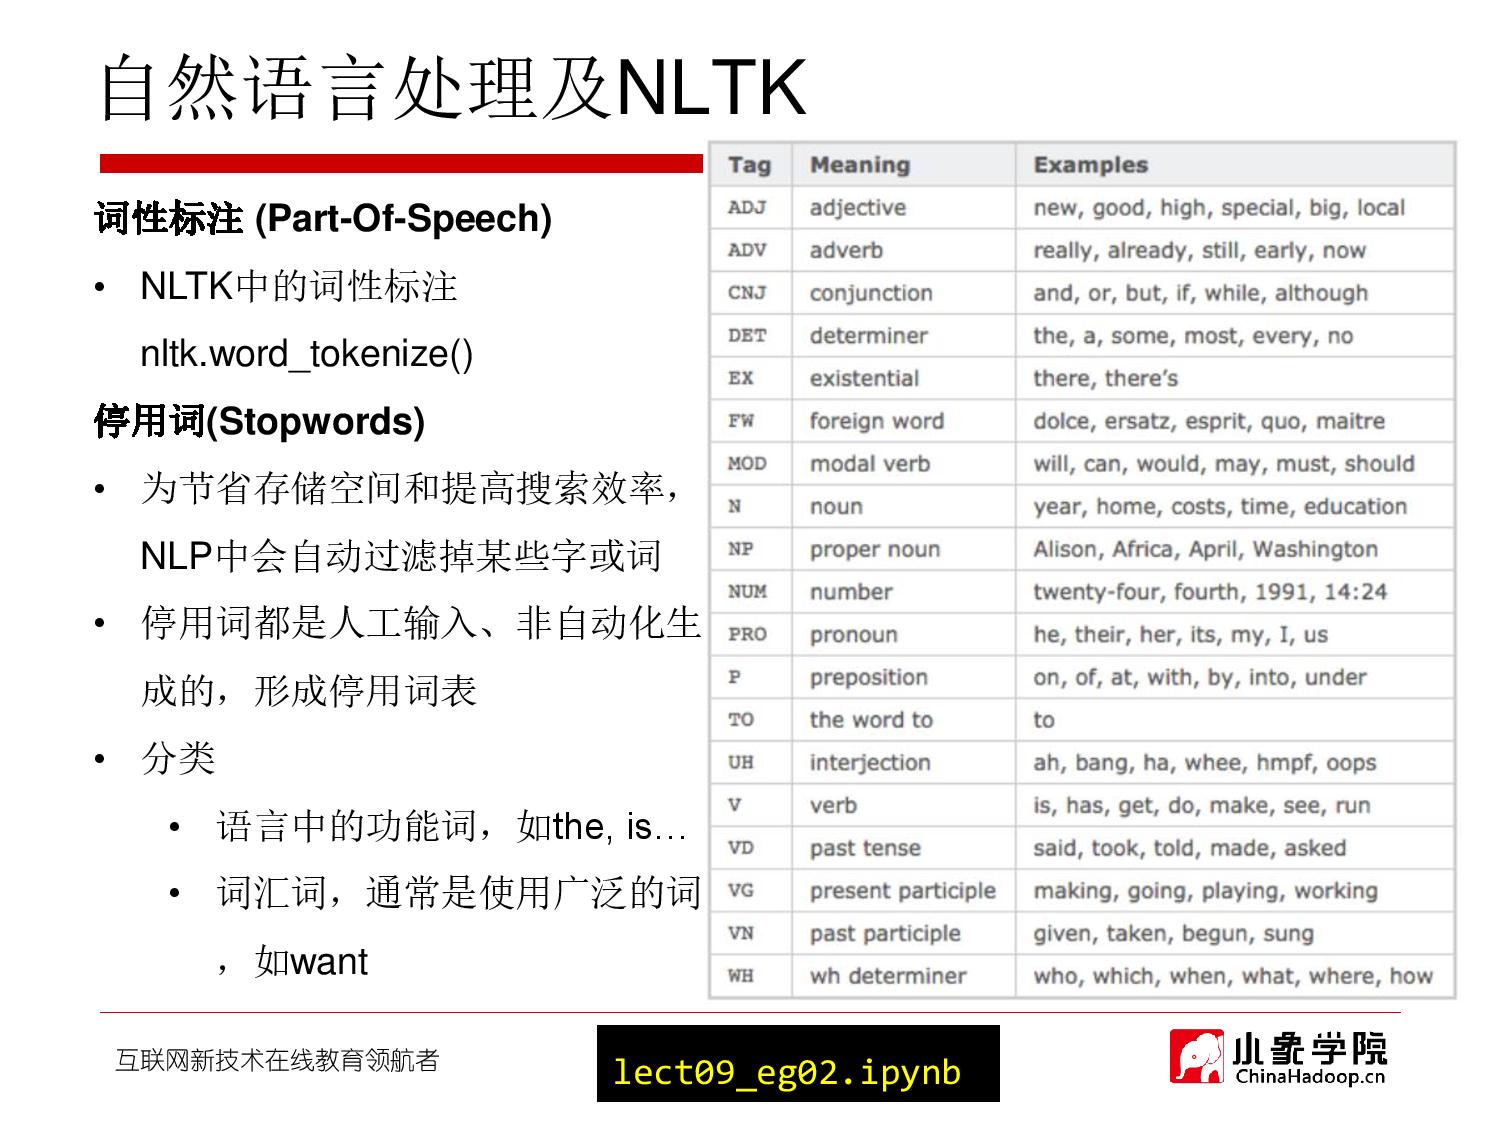 自然语言处理及NLTK
词性标注 (Part-Of-Speech)
• NLTK中的词性标注
nltk.word_tokenize()
停用词(Stopwords)
• 为节省存储空间和提高搜索效率，
NLP中会自动过滤掉某些字或词
• 停用词都是人工输入、非自动化生
成的，形成停用词表
• 分类
• 语言中的功能词，如the, is…
• 词汇词，通常是使用广泛的词
，如want
Tag Meaning Examples
ADJ adjective new, good, high, special, big, local
ADV adverb really, already, still, early, now
CNJ conjunction and, or, but, if, while, although
DET determiner the, a, some, most, every, no
EX existential there, there's
FW foreign word dolce, ersatz, esprit, quo, maitre
MOD modal verb will, can, would, may, must, should
N noun year, home, costs, time, education
NP proper noun Alison, Africa, April, Washington
NUM number twenty-four, fourth, 1991, 14:24
PRO pronoun he, their, her, its, my, I, us
P preposition on, of, at, with, by, into, under
TO the word to to
UH interjection ah, bang, ha, whee, hmpf, oops
V verb is, has, get, do, make, see, run
VD past tense said, took, told, made, asked
VG present participle making, going, playing, working
VN past participle given, taken, begun, sung
WH wh determiner who, which, when, what, where, how
互联网新技术在线教育领航者
lect09_eg02.ipynb
小象学院
ChinaHadoop.cn